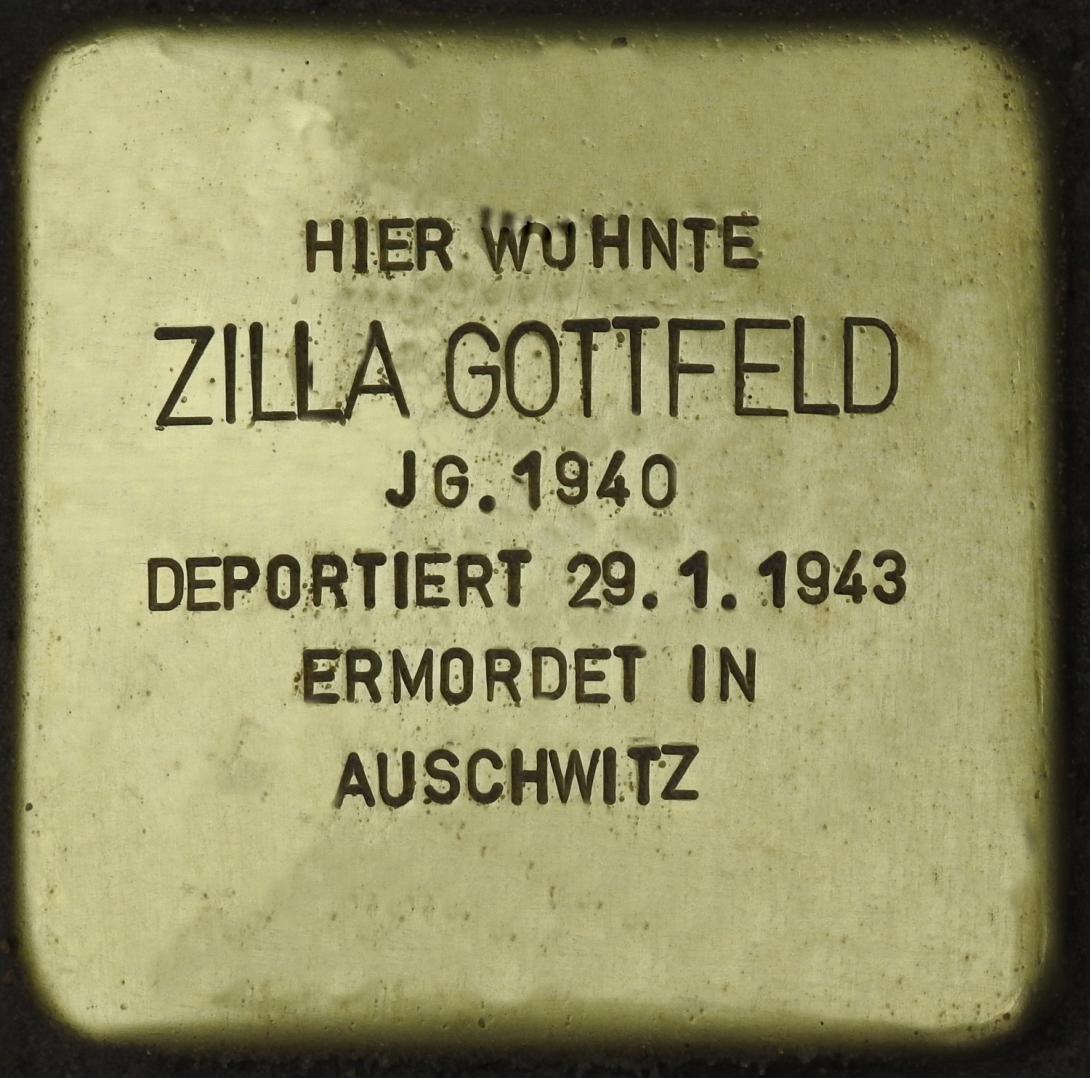 HIER WOHNTE
ZILLA GOTTFELD
JG. 1940
DEPORTIERT 29. 1. 1943
ERMORDET IN
AUSCHWITZ